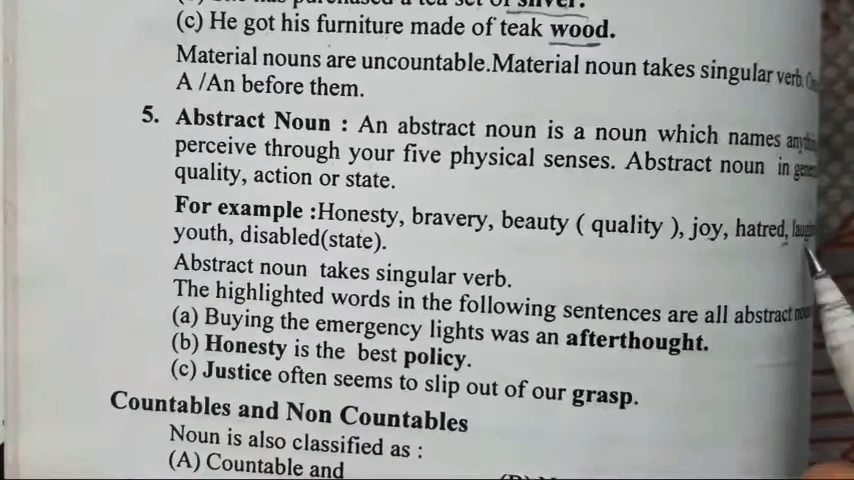 silver.
(c) He got his furniture made of teak wood.
Material nouns are uncountable.Material noun takes singular verb.
A /An before them.
5. Abstract Noun : An abstract noun is a noun which names
perceive through your five physical senses. Abstract noun in
quality, action or state.
For example :Honesty, bravery, beauty ( quality ), joy, hatred,
youth, disabled(state).
Abstract noun takes singular verb.
The highlighted words in the following sentences are all abstract
(a) Buying the emergency lights was an afterthought.
(b) Honesty is the best policy.
(c) Justice often seems to slip out of our grasp.
Countables and Non Countables
Noun is also classified as :
(A) Countable and